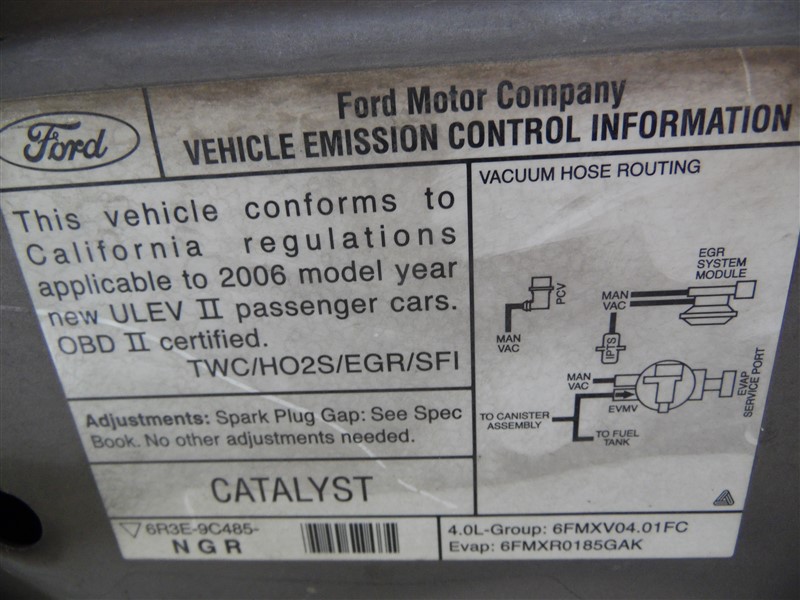 Ford
Ford Motor Company
VEHICLE EMISSION CONTROL INFORMATION
This vehicle conforms to
California regulations
applicable to 2006 model year
new ULEV II passenger cars.
OBD II certified.
TWC/HO2S/EGR/SFI
Adjustments: Spark Plug Gap: See Spec
Book. No other adjustments needed.
CATALYST
6R3E-9C485-
NGR
VACUUM HOSE ROUTING
EGR
SYSTEM
MODULE
PCV
MAN
VAC
MAN
VAC
IPTS
MAN
VAC
EVMV
EVAP
SERVICE PORT
TO CANISTER
ASSEMBLY
TO FUEL
TANK
4.0L-Group: 6FMXV04.01FC
Evap: 6FMXR0185GAK